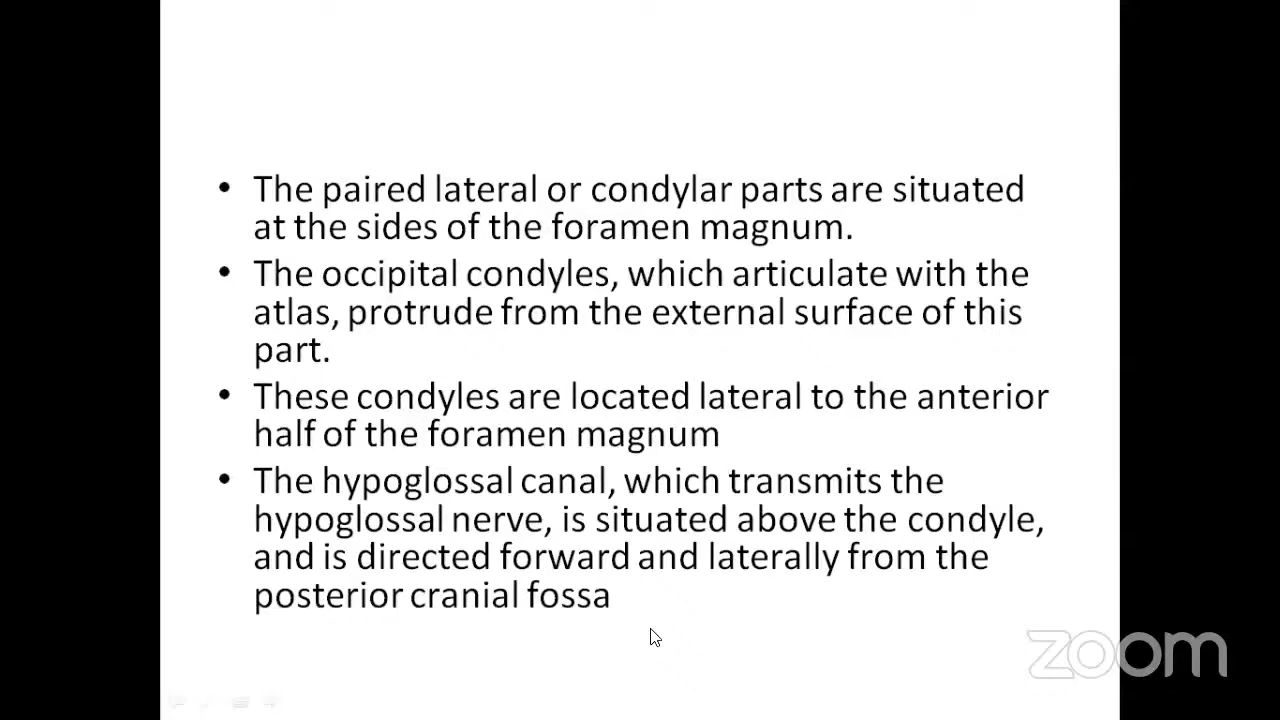 • The paired lateral or condylar parts are situated
at the sides of the foramen magnum.
• The occipital condyles, which articulate with the
atlas, protrude from the external surface of this
part.
• These condyles are located lateral to the anterior
half of the foramen magnum
• The hypoglossal canal, which transmits the
hypoglossal nerve, is situated above the condyle,
and is directed forward and laterally from the
posterior cranial fossa
zoom